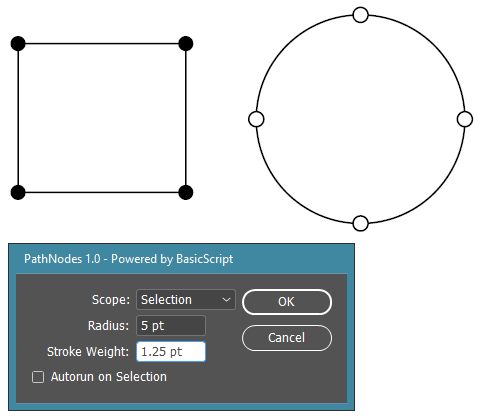 PathNodes 1.0 - Powered by BasicScript
Scope: Selection OK
Radius: 5 pt
Stroke Weight: 1.25 pt Cancel
Autorun on Selection